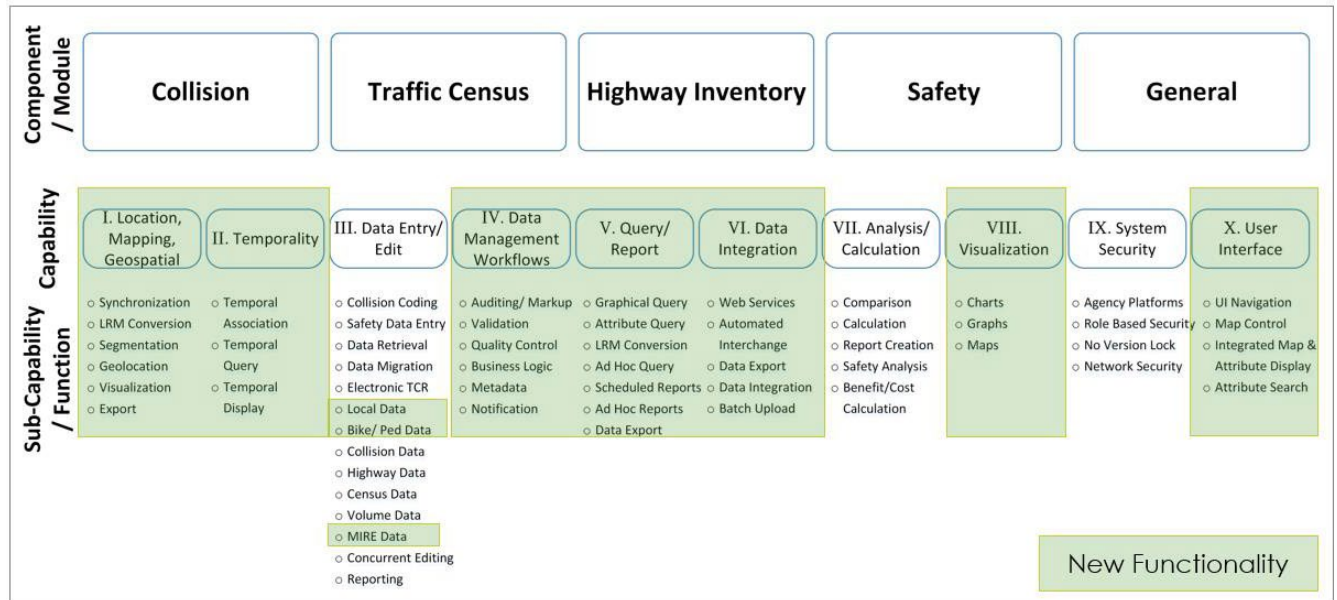 Component
/ Module
Collision
Traffic Census
Highway Inventory
Safety
General
Capability
I. Location,
Mapping,
Geospatial
II. Temporality
III. Data Entry/
Edit
IV. Data
Management
Workflows
V. Query/
Report
VI. Data
Integration
VII. Analysis/
Calculation
VIII.
Visualization
IX. System
Security
X. User
Interface
Sub-Capability
/ Function
○ Synchronization
○ LRM Conversion
○ Segmentation
○ Geolocation
○ Visualization
○ Export
○ Temporal
Association
○ Temporal
Query
○ Temporal
Display
○ Collision Coding
○ Safety Data Entry
○ Data Retrieval
○ Data Migration
○ Electronic TCR
○ Local Data
○ Bike/ Ped Data
○ Collision Data
○ Highway Data
○ Census Data
○ Volume Data
○ MIRE Data
○ Concurrent Editing
○ Reporting
○ Auditing/ Markup
○ Validation
○ Quality Control
○ Business Logic
○ Metadata
○ Notification
○ Graphical Query
○ Attribute Query
○ LRM Conversion
○ Ad Hoc Query
○ Scheduled Reports
○ Ad Hoc Reports
○ Data Export
○ Web Services
○ Automated
Interchange
○ Data Export
○ Data Integration
○ Batch Upload
○ Comparison
○ Calculation
○ Report Creation
○ Safety Analysis
○ Benefit/Cost
Calculation
○ Charts
○ Graphs
○ Maps
○ Agency Platforms
○ Role Based Security
○ No Version Lock
○ Network Security
○ UI Navigation
○ Map Control
○ Integrated Map &
Attribute Display
○ Attribute Search
New Functionality